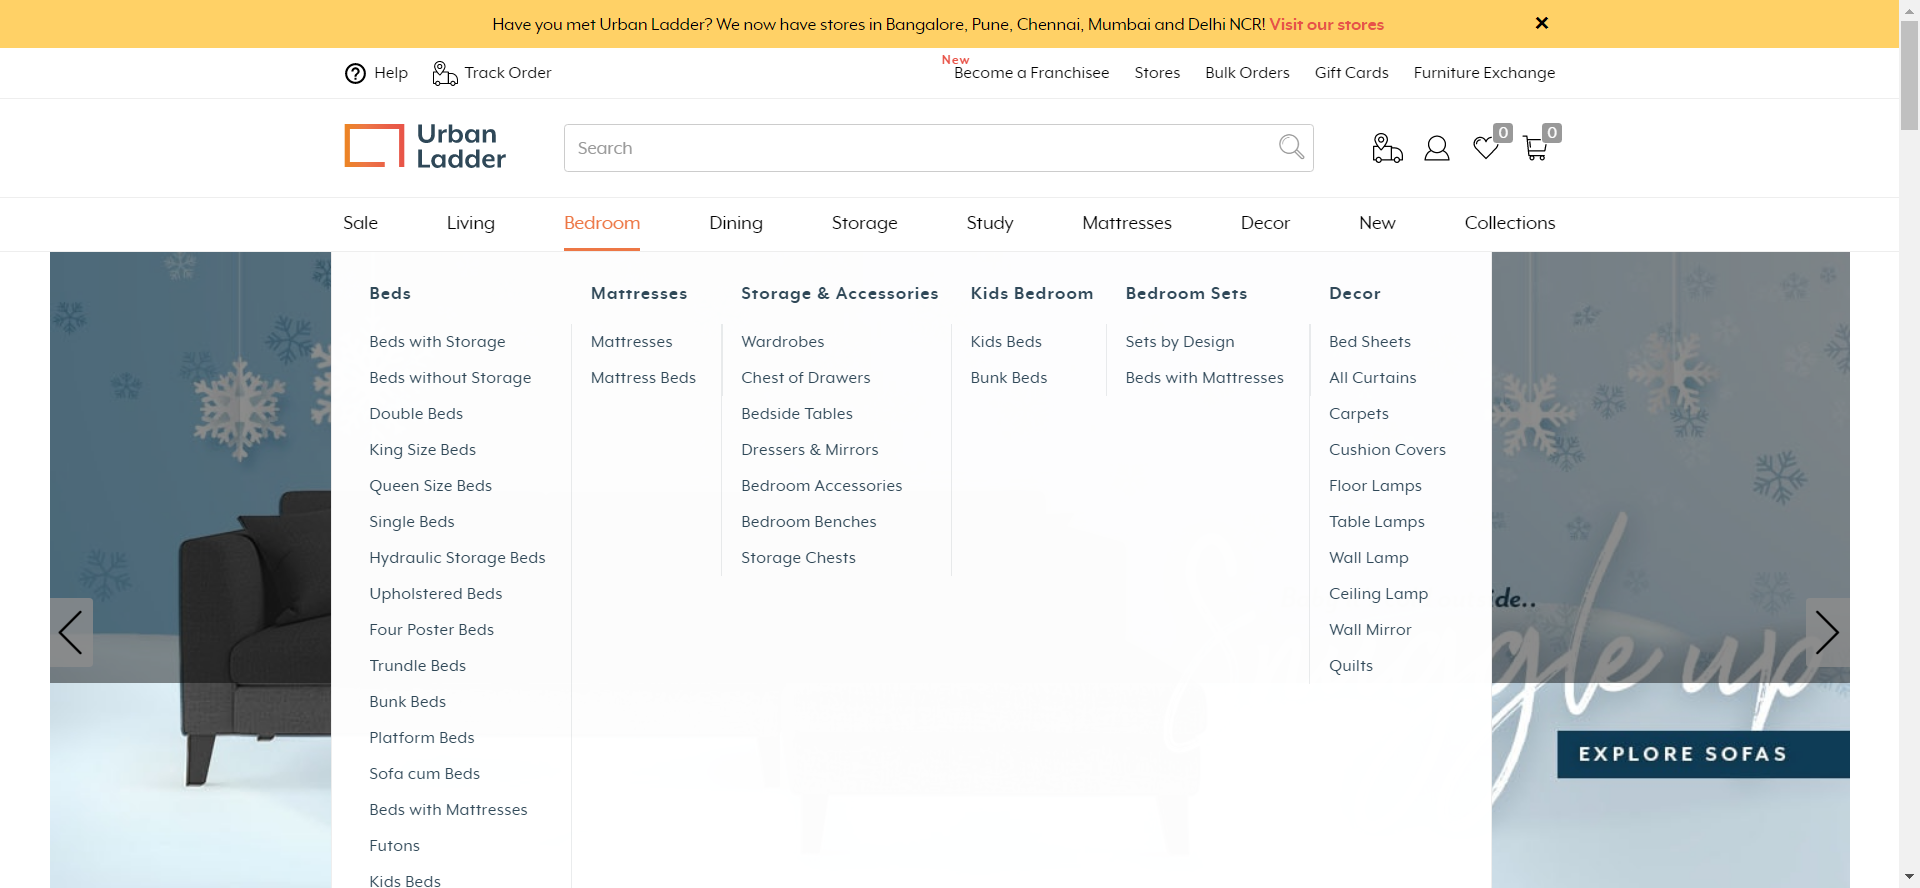 Have you met Urban Ladder? We now have stores in Bangalore, Pune, Chennai, Mumbai and Delhi NCR! Visit our stores
Help
Track Order
New
Become a Franchisee
Stores
Bulk Orders
Gift Cards
Furniture Exchange
Urban
Ladder
Search
0
0
Sale
Living
Bedroom
Dining
Storage
Study
Mattresses
Decor
New
Collections
Beds
Beds with Storage
Beds without Storage
Double Beds
King Size Beds
Queen Size Beds
Single Beds
Hydraulic Storage Beds
Upholstered Beds
Four Poster Beds
Trundle Beds
Bunk Beds
Platform Beds
Sofa cum Beds
Beds with Mattresses
Futons
Kids Beds
Mattresses
Mattresses
Mattress Beds
Storage & Accessories
Wardrobes
Chest of Drawers
Bedside Tables
Dressers & Mirrors
Bedroom Accessories
Bedroom Benches
Storage Chests
Kids Bedroom
Kids Beds
Bunk Beds
Bedroom Sets
Sets by Design
Beds with Mattresses
Decor
Bed Sheets
All Curtains
Carpets
Cushion Covers
Floor Lamps
Table Lamps
Wall Lamp
Ceiling Lamp
Wall Mirror
Quilts
ide..
gle up
EXPLORE SOFAS